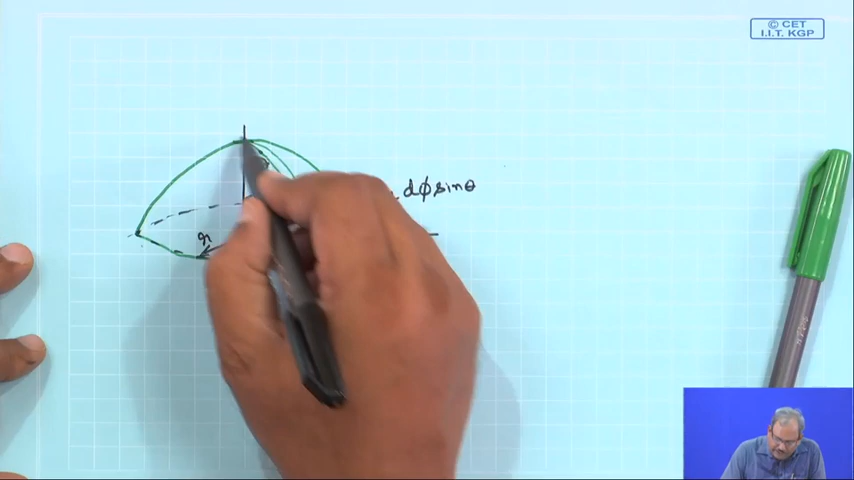 © CET
I.I.T. KGP
dϕ sinθ
r